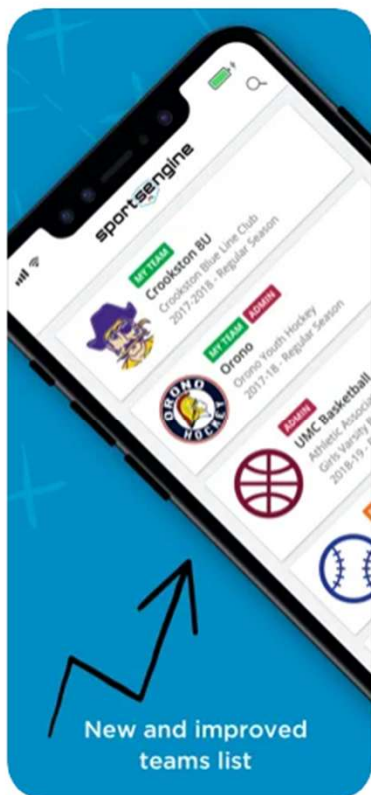 sportsengine
MY TEAM
Crookston 8U
Crookston Blue Line Club
2017-2018 - Regular Season
MY TEAM ADMIN
Orono
Orono Youth Hockey
2017-18 - Regular Season
ORONO
HOCKEY
ADMIN
UMC Basketball
Athletic
Girls Varsity
2018-19 -
New and improved
teams list